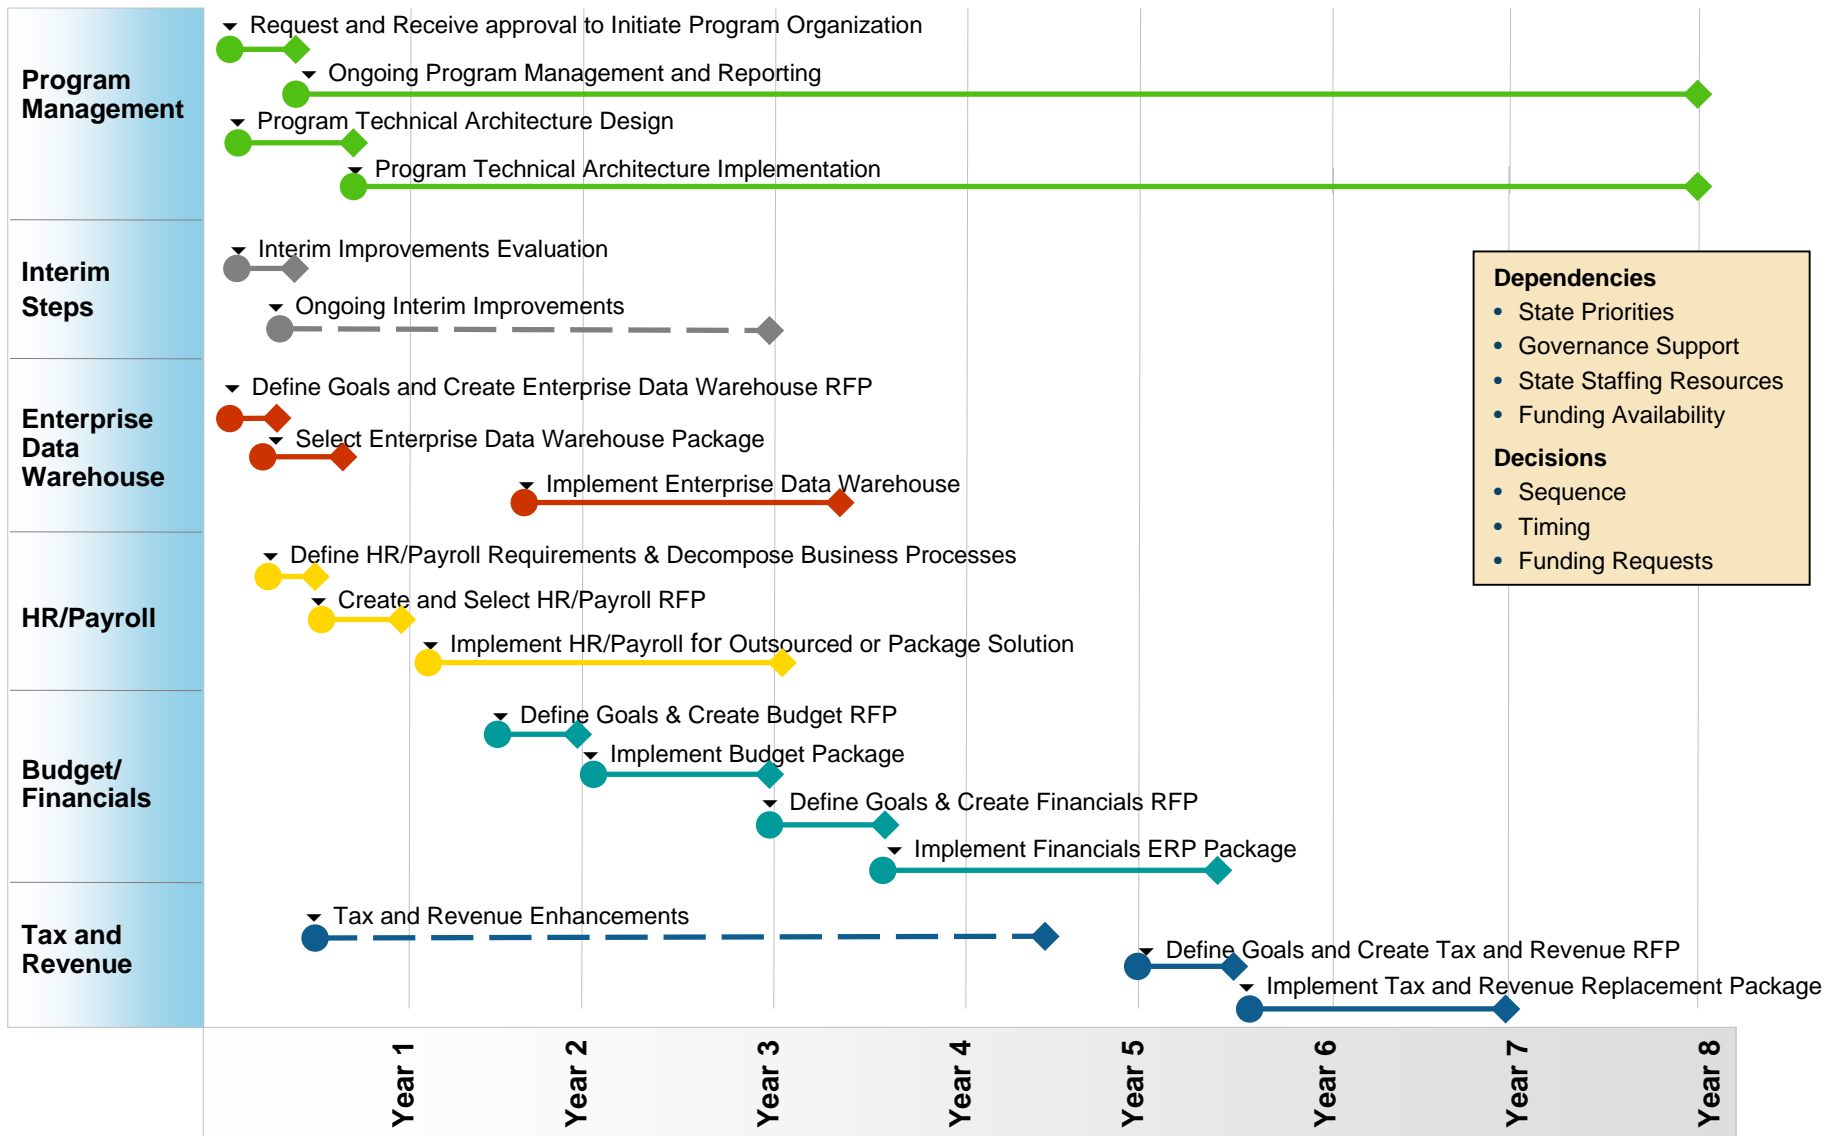 Program
Management
Request and Receive approval to Initiate Program Organization
Ongoing Program Management and Reporting
Program Technical Architecture Design
Program Technical Architecture Implementation
Interim
Steps
Interim Improvements Evaluation
Ongoing Interim Improvements
Enterprise
Data
Warehouse
Define Goals and Create Enterprise Data Warehouse RFP
Select Enterprise Data Warehouse Package
Implement Enterprise Data Warehouse
HR/Payroll
Define HR/Payroll Requirements & Decompose Business Processes
Create and Select HR/Payroll RFP
Implement HR/Payroll for Outsourced or Package Solution
Budget/
Financials
Define Goals & Create Budget RFP
Implement Budget Package
Define Goals & Create Financials RFP
Implement Financials ERP Package
Tax and
Revenue
Tax and Revenue Enhancements
Define Goals and Create Tax and Revenue RFP
Implement Tax and Revenue Replacement Package
Dependencies
• State Priorities
• Governance Support
• State Staffing Resources
• Funding Availability
Decisions
• Sequence
• Timing
• Funding Requests
Year 1
Year 2
Year 3
Year 4
Year 5
Year 6
Year 7
Year 8